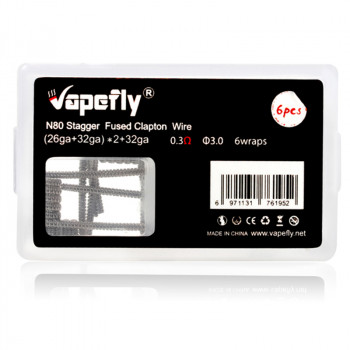 Vapefly®
6pcs
N80 Stagger Fused Clapton Wire
(26ga+32ga)*2+32ga 0.3Ω Φ3.0 6wraps
6 971131 761952
MADE IN CHINA www.vapefly.net